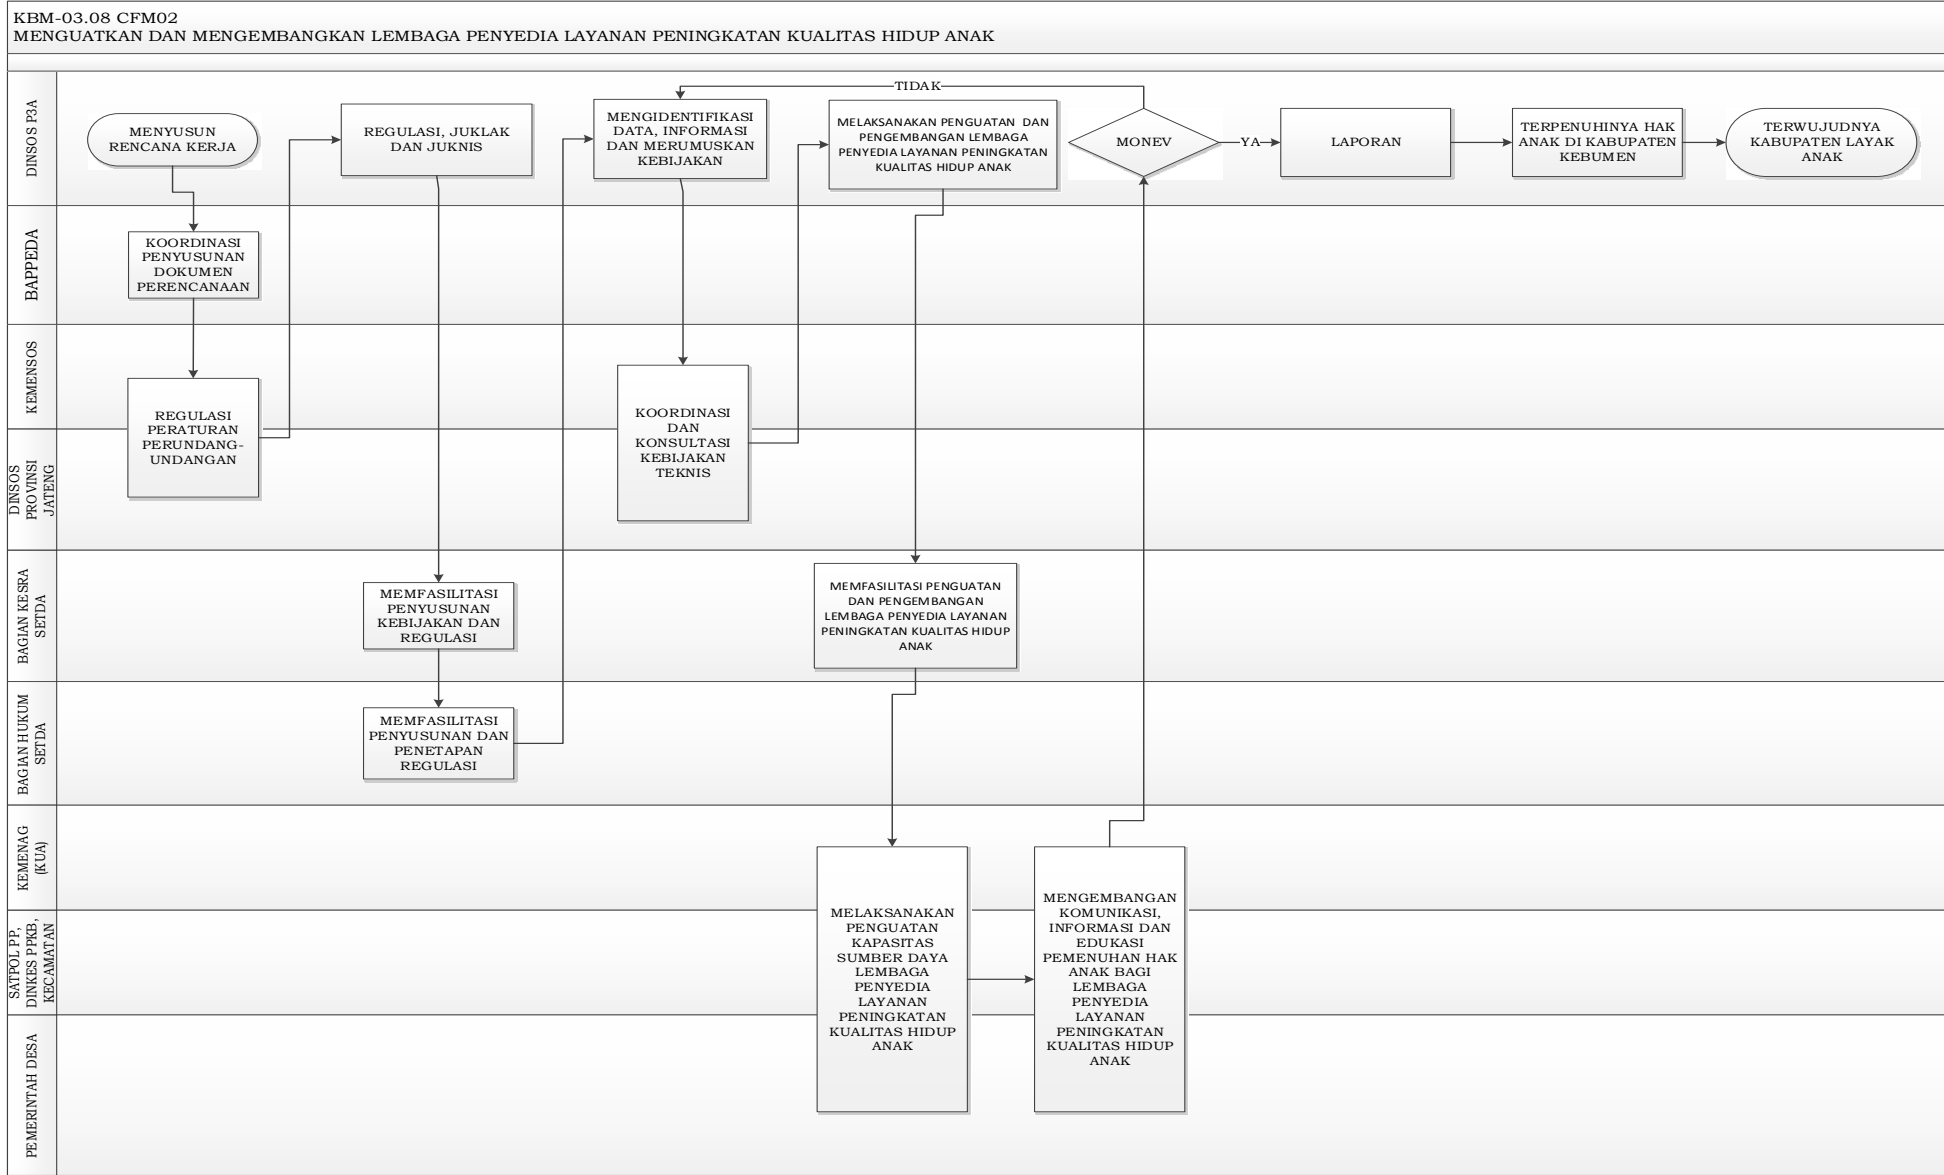 KBM-03.08 CFM02
MENGUATKAN DAN MENGEMBANGKAN LEMBAGA PENYEDIA LAYANAN PENINGKATAN KUALITAS HIDUP ANAK
DINSOS P3A
MENYUSUN
RENCANA KERJA
REGULASI, JUKLAK
DAN JUKNIS
MENGIDENTIFIKASI
DATA, INFORMASI
DAN MERUMUSKAN
KEBIJAKAN
TIDAK
MELAKSANAKAN PENGUATAN DAN
PENGEMBANGAN LEMBAGA
PENYEDIA LAYANAN PENINGKATAN
KUALITAS HIDUP ANAK
MONEV
YA
LAPORAN
TERPENUHINYA HAK
ANAK DI KABUPATEN
KEBUMEN
TERWUJUDNYA
KABUPATEN LAYAK
ANAK
BAPPEDA
KOORDINASI
PENYUSUNAN
DOKUMEN
PERENCANAAN
KEMENSOS
REGULASI
PERATURAN
PERUNDANG-
UNDANGAN
KOORDINASI
DAN
KONSULTASI
KEBIJAKAN
TEKNIS
DINSOS
PROVINSI
JATENG
BAGIAN KESRA
SETDA
MEMFASILITASI
PENYUSUNAN
KEBIJAKAN DAN
REGULASI
MEMFASILITASI PENGUATAN
DAN PENGEMBANGAN
LEMBAGA PENYEDIA LAYANAN
PENINGKATAN KUALITAS HIDUP
ANAK
BAGIAN HUKUM
SETDA
MEMFASILITASI
PENYUSUNAN DAN
PENETAPAN
REGULASI
KEMENAG
(KUA)
MELAKSANAKAN
PENGUATAN
KAPASITAS
SUMBER DAYA
LEMBAGA
PENYEDIA
LAYANAN
PENINGKATAN
KUALITAS HIDUP
ANAK
MENGEMBANGAN
KOMUNIKASI,
INFORMASI DAN
EDUKASI
PEMENUHAN HAK
ANAK BAGI
LEMBAGA
PENYEDIA
LAYANAN
PENINGKATAN
KUALITAS HIDUP
ANAK
SATPOL PP,
DINKES PPKB,
KECAMATAN
PEMERINTAH DESA